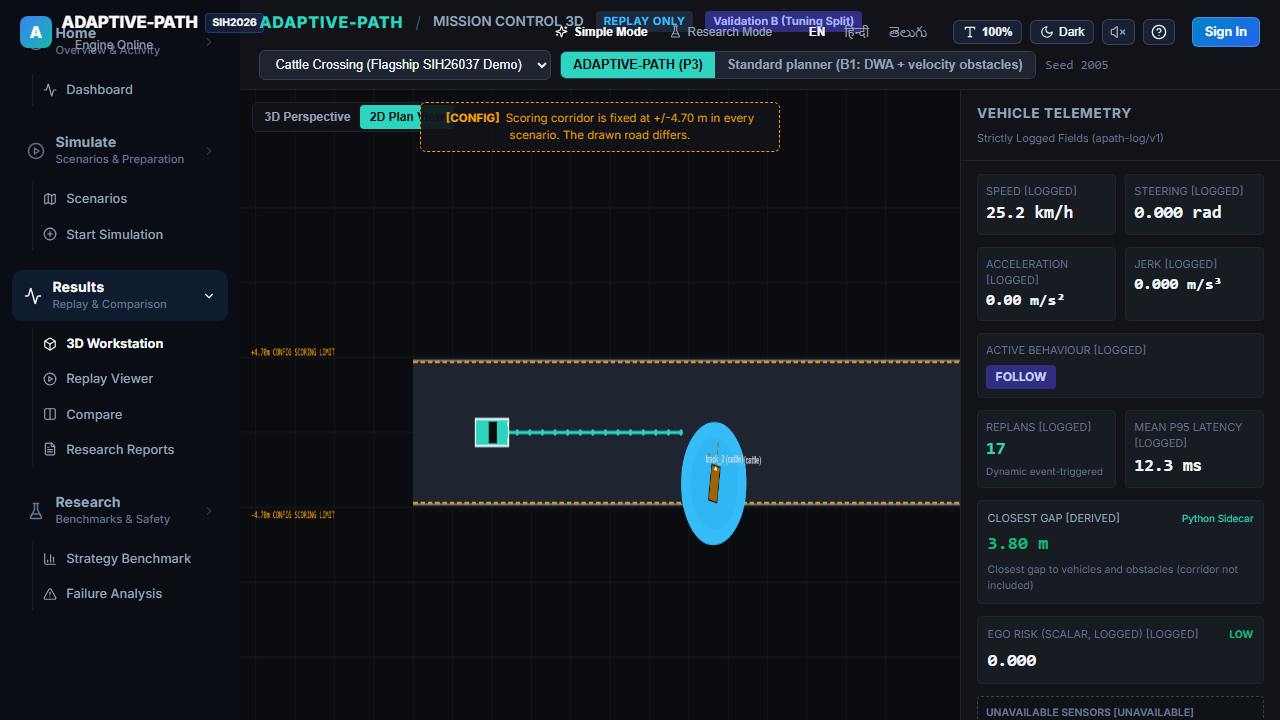 A
ADAPTIVE-PATH
SIH2026
Home
Overview & Activity
Engine Online
Dashboard
Simulate
Scenarios & Preparation
Scenarios
Start Simulation
Results
Replay & Comparison
3D Workstation
Replay Viewer
Compare
Research Reports
Research
Benchmarks & Safety
Strategy Benchmark
Failure Analysis
ADAPTIVE-PATH / MISSION CONTROL 3D REPLAY ONLY Validation B (Tuning Split)
Simple Mode Research Mode EN हिन्दी తెలుగు 100% Dark Sign In
Cattle Crossing (Flagship SIH26037 Demo) ADAPTIVE-PATH (P3) Standard planner (B1: DWA + velocity obstacles) Seed 2005
3D Perspective 2D Plan View
[CONFIG] Scoring corridor is fixed at +/-4.70 m in every
scenario. The drawn road differs.
+4.70m CONFIG SCORING LIMIT
track_2 (cattle) (cattle)
-4.70m CONFIG SCORING LIMIT
VEHICLE TELEMETRY
Strictly Logged Fields (apath-log/v1)
SPEED [LOGGED]
25.2 km/h
STEERING [LOGGED]
0.000 rad
ACCELERATION
[LOGGED]
0.00 m/s²
JERK [LOGGED]
0.000 m/s³
ACTIVE BEHAVIOUR [LOGGED]
FOLLOW
REPLANS [LOGGED]
17
Dynamic event-triggered
MEAN P95 LATENCY
[LOGGED]
12.3 ms
CLOSEST GAP [DERIVED] Python Sidecar
3.80 m
Closest gap to vehicles and obstacles (corridor not
included)
EGO RISK (SCALAR, LOGGED) [LOGGED] LOW
0.000
UNAVAILABLE SENSORS [UNAVAILABLE]